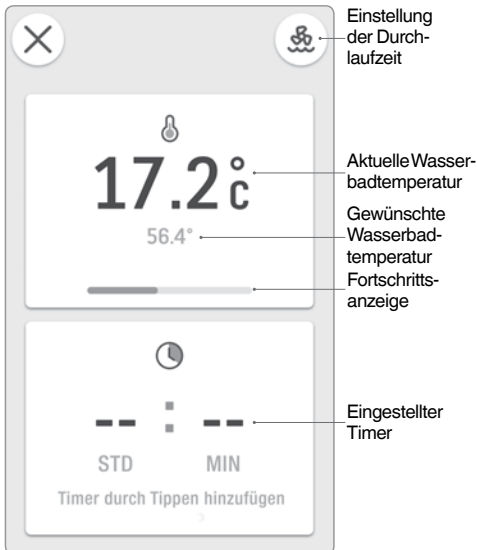 Einstellung
der Durch-
laufzeit
17.2°C
Aktuelle Wasser-
badtemperatur
56.4°
Gewünschte
Wasserbad-
temperatur
Fortschritts-
anzeige
-- : --
Eingestellter
Timer
STD MIN
Timer durch Tippen hinzufügen